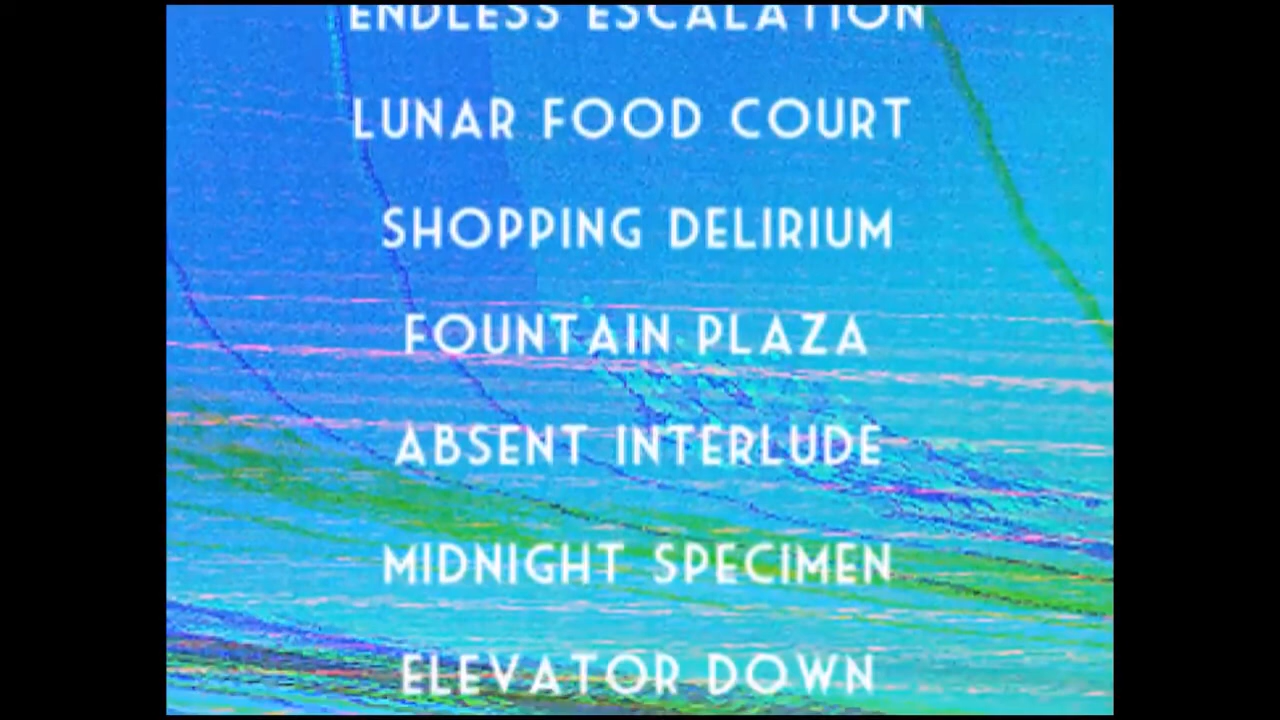 ENDLESS ESCALATION
LUNAR FOOD COURT
SHOPPING DELIRIUM
FOUNTAIN PLAZA
ABSENT INTERLUDE
MIDNIGHT SPECIMEN
ELEVATOR DOWN